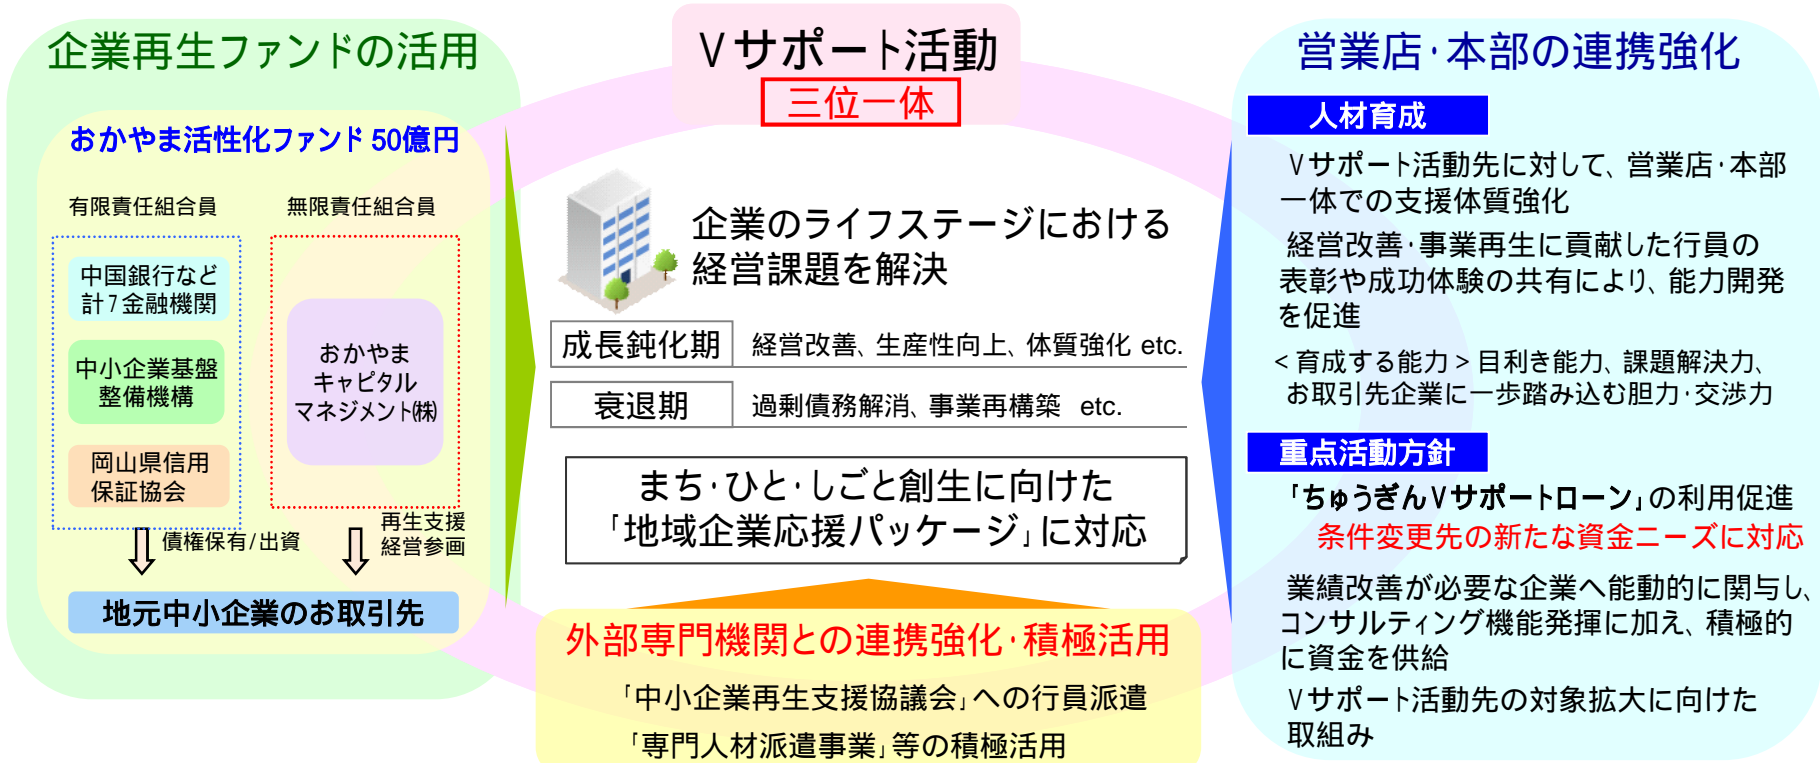 企業再生ファンドの活用
おかやま活性化ファンド 50億円
有限責任組合員
無限責任組合員
中国銀行など
計7金融機関
中小企業基盤
整備機構
岡山県信用
保証協会
おかやま
キャピタル
マネジメント㈱
債権保有/出資
再生支援
経営参画
地元中小企業のお取引先
Vサポート活動
三位一体
企業のライフステージにおける
経営課題を解決
成長鈍化期
経営改善、生産性向上、体質強化 etc.
衰退期
過剰債務解消、事業再構築 etc.
まち・ひと・しごと創生に向けた
「地域企業応援パッケージ」に対応
外部専門機関との連携強化・積極活用
「中小企業再生支援協議会」への行員派遣
「専門人材派遣事業」等の積極活用
営業店・本部の連携強化
人材育成
Vサポート活動先に対して、営業店・本部
一体での支援体質強化
経営改善・事業再生に貢献した行員の
表彰や成功体験の共有により、能力開発
を促進
<育成する能力>目利き能力、課題解決力、
お取引先企業に一歩踏み込む胆力・交渉力
重点活動方針
「ちゅうぎんVサポートローン」の利用促進
条件変更先の新たな資金ニーズに対応
業績改善が必要な企業へ能動的に関与し、
コンサルティング機能発揮に加え、積極的
に資金を供給
Vサポート活動先の対象拡大に向けた
取組み